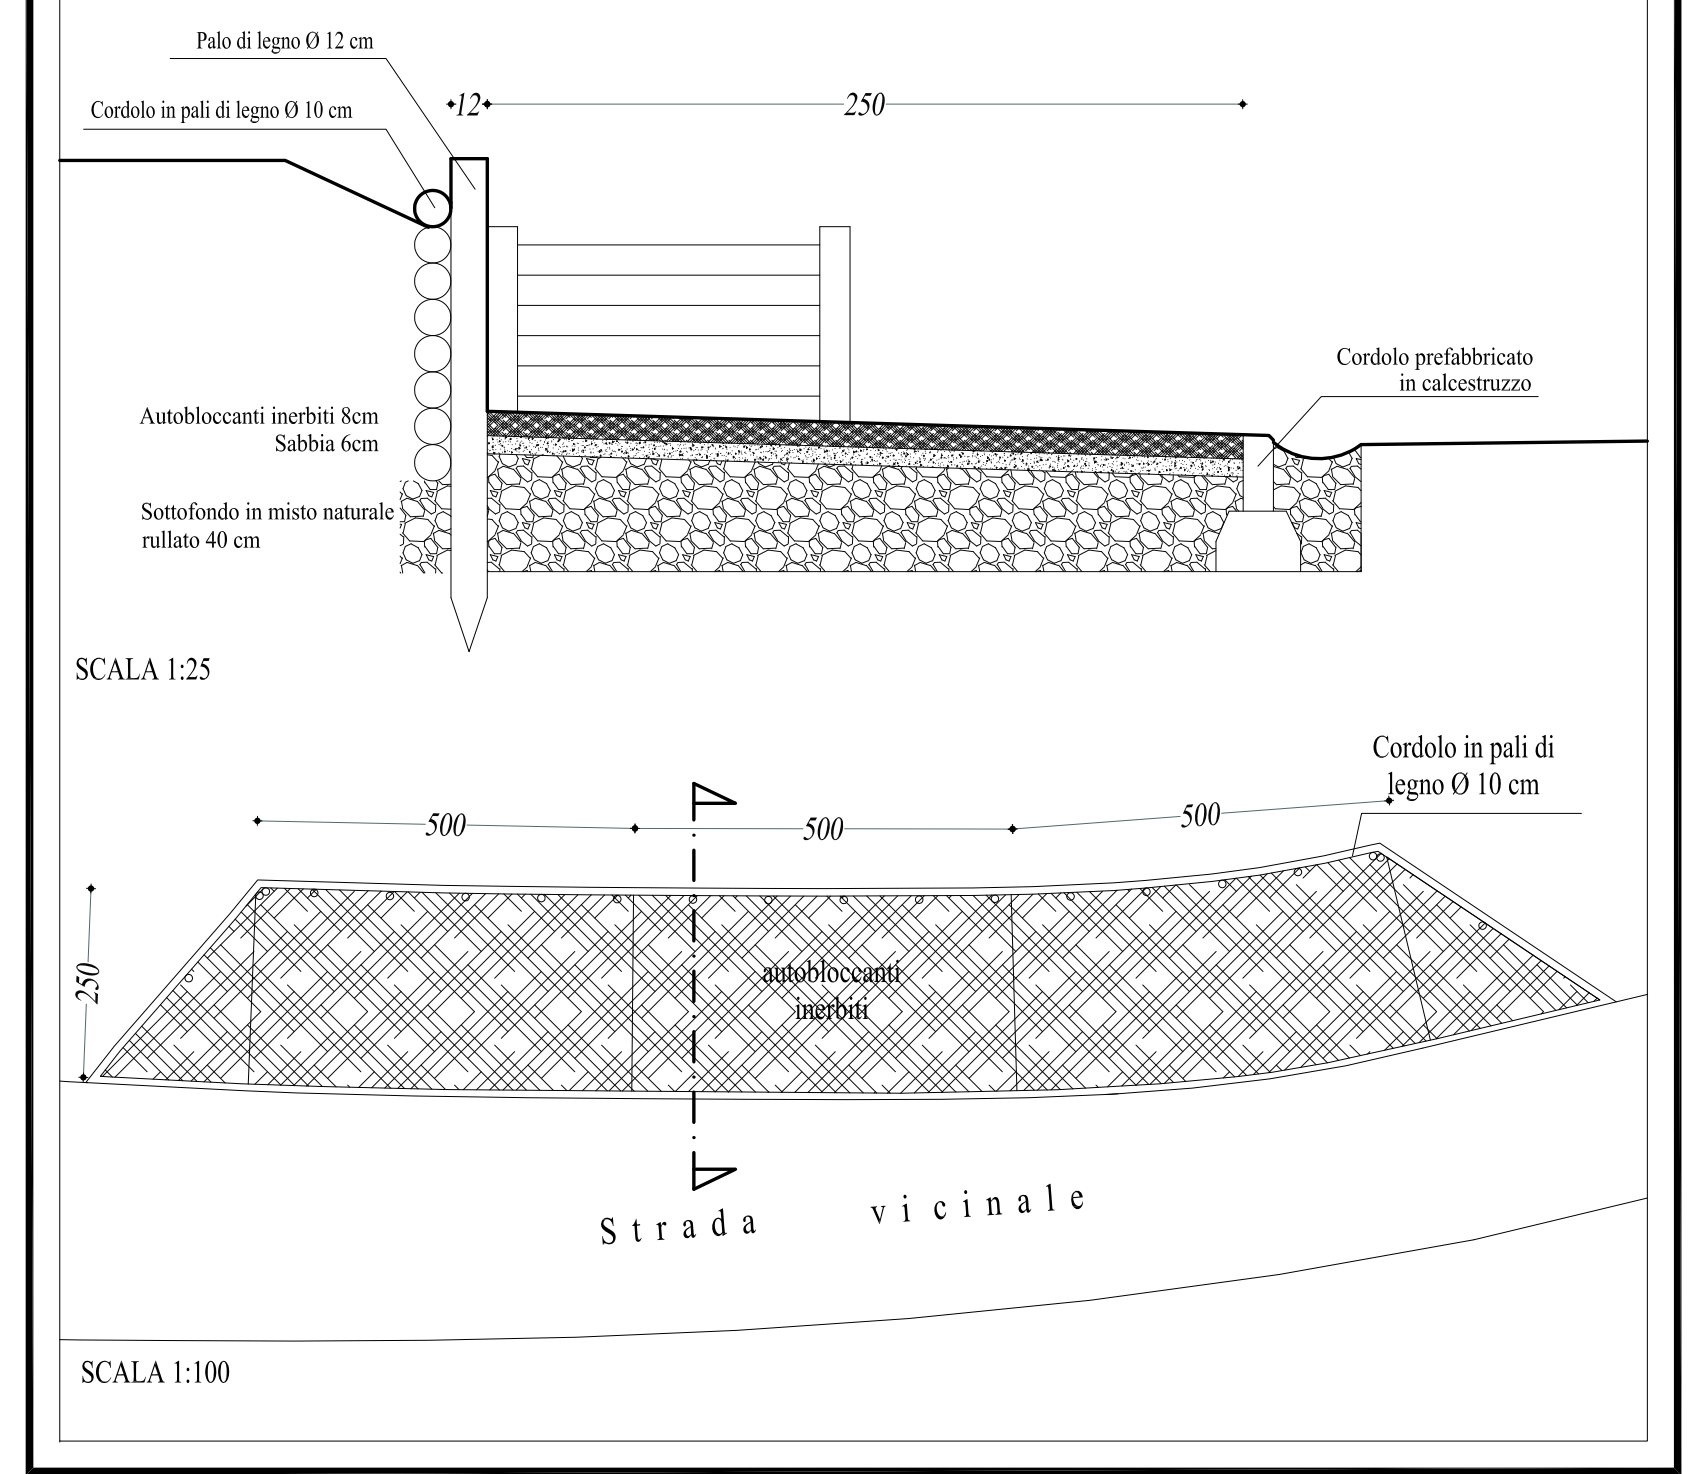 Palo di legno Ø 12 cm
Cordolo in pali di legno Ø 10 cm
12
250
Cordolo prefabbricato
in calcestruzzo
Autobloccanti inerbiti 8cm
Sabbia 6cm
Sottofondo in misto naturale
rullato 40 cm
SCALA 1:25
Cordolo in pali di
legno Ø 10 cm
500
500
500
250
autobloccanti
inerbiti
Strada vicinale
SCALA 1:100